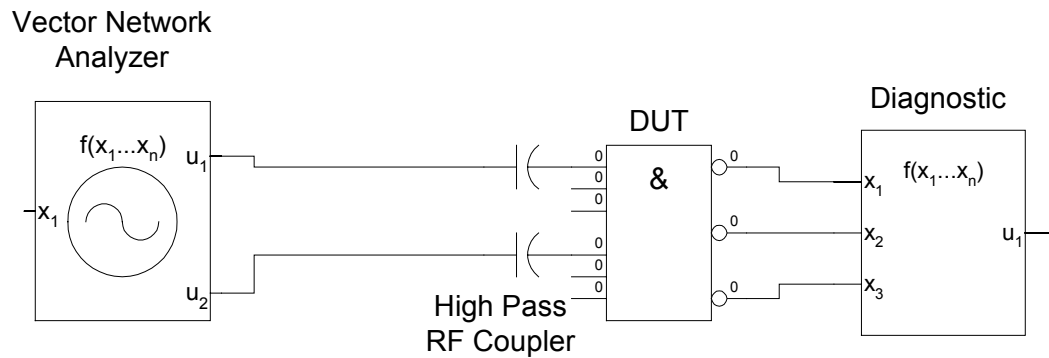 Vector Network
Analyzer
Diagnostic
DUT
f(x₁...xₙ)
u₁
x₁
u₂
0
0
0
0
0
0
&
0
0
0
x₁
f(x₁...xₙ)
x₂
u₁
x₃
High Pass
RF Coupler